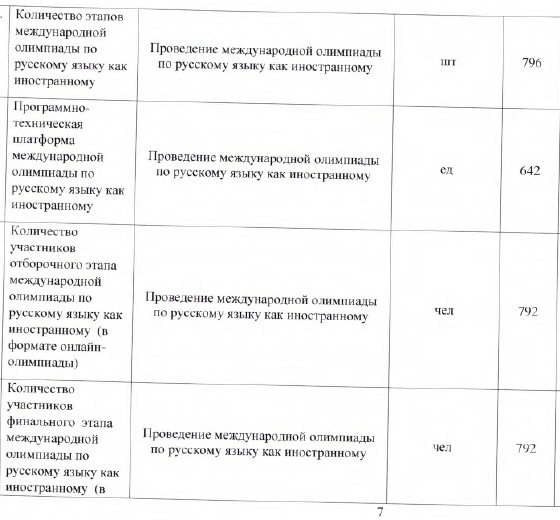 Количество этапов
международной
олимпиады по
русскому языку как
иностранному
Проведение международной олимпиады
по русскому языку как иностранному
шт
796
Программно-
техническая
платформа
международной
олимпиады по
русскому языку как
иностранному
Проведение международной олимпиады
по русскому языку как иностранному
ед
642
Количество
участников
отборочного этапа
международной
олимпиады по
русскому языку как
иностранному (в
формате онлайн-
олимпиады)
Проведение международной олимпиады
по русскому языку как иностранному
чел
792
Количество
участников
финального этапа
международной
олимпиады по
русскому языку как
иностранному (в
Проведение международной олимпиады
по русскому языку как иностранному
чел
792
7